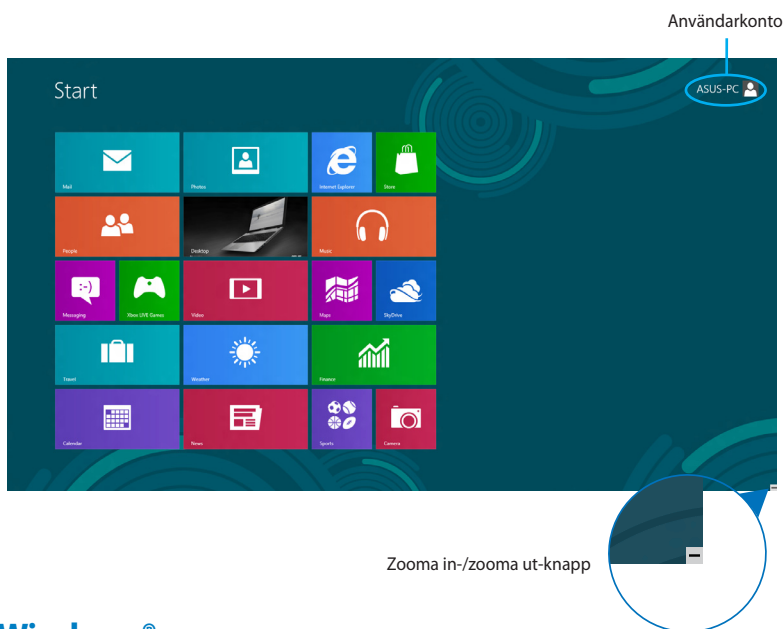 Användarkonto
Start
ASUS-PC
Mail
Photos
Internet Explorer
Store
People
Desktop
Music
Messaging
Xbox LIVE Games
Video
Maps
SkyDrive
Travel
Weather
Finance
Calendar
News
Sports
Camera
Zooma in-/zooma ut-knapp